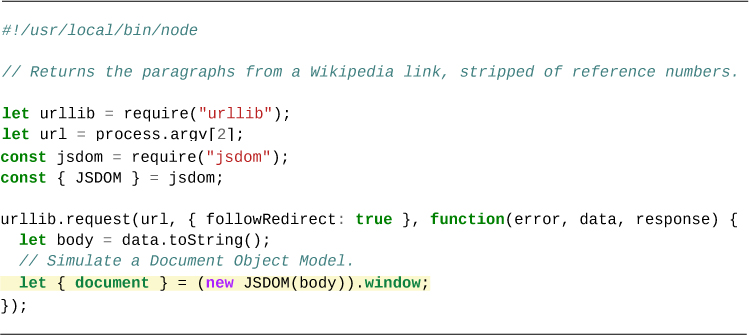 #!/usr/local/bin/node
// Returns the paragraphs from a Wikipedia link, stripped of reference numbers.
let urllib = require("urllib");
let url = process.argv[2];
const jsdom = require("jsdom");
const { JSDOM } = jsdom;
urllib.request(url, { followRedirect: true }, function(error, data, response) {
  let body = data.toString();
  // Simulate a Document Object Model.
  let { document } = (new JSDOM(body)).window;
});